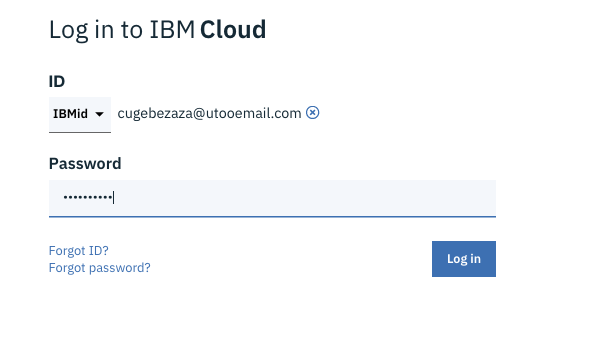 Log in to IBM Cloud
ID
IBMid cugebezaza@utooemail.com
Password
••••••••••
Forgot ID?
Forgot password?
Log in